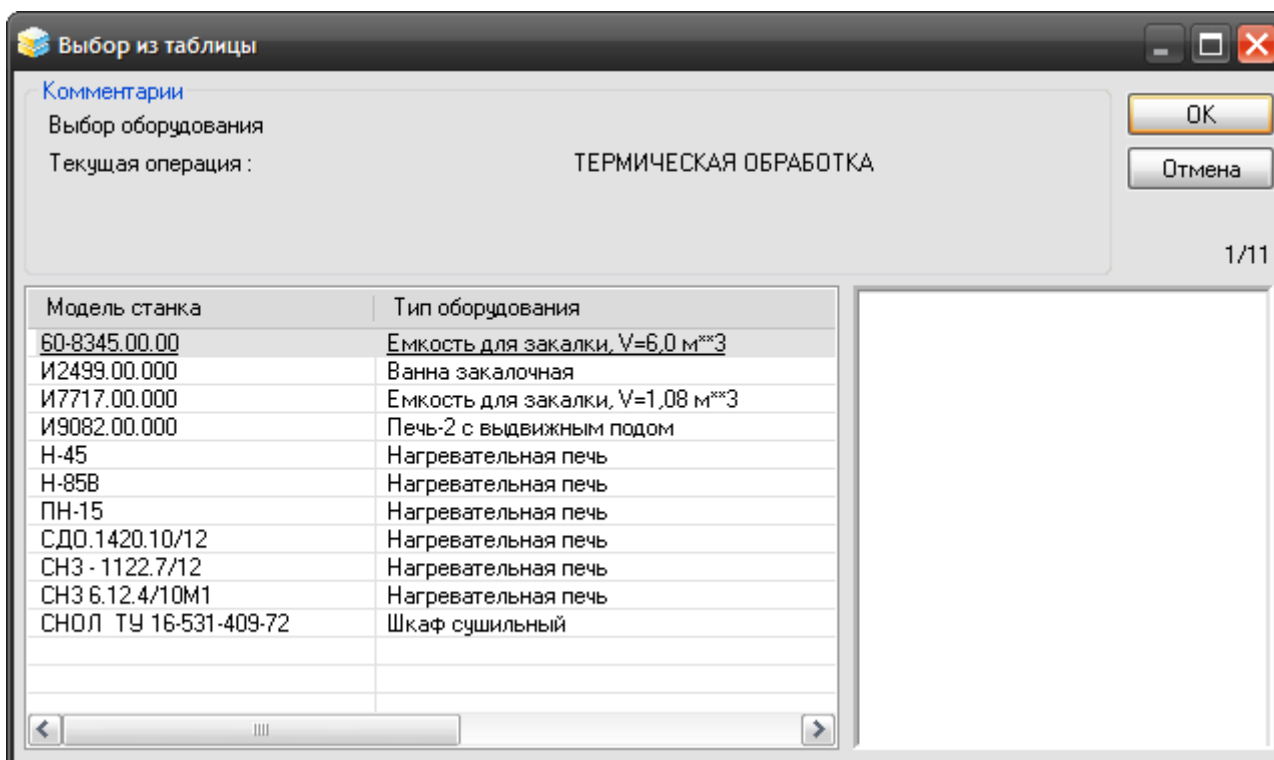 Выбор из таблицы
Комментарии
Выбор оборудования
Текущая операция : ТЕРМИЧЕСКАЯ ОБРАБОТКА
OK
Отмена
1/11
Модель станка Тип оборудования
60-8345.00.00 Емкость для закалки, V=6,0 м**3
И2499.00.000 Ванна закалочная
И7717.00.000 Емкость для закалки, V=1,08 м**3
И9082.00.000 Печь-2 с выдвижным подом
Н-45 Нагревательная печь
Н-85В Нагревательная печь
ПН-15 Нагревательная печь
СДО.1420.10/12 Нагревательная печь
СНЗ - 1122.7/12 Нагревательная печь
СНЗ 6.12.4/10М1 Нагревательная печь
СНОЛ ТУ 16-531-409-72 Шкаф сушильный